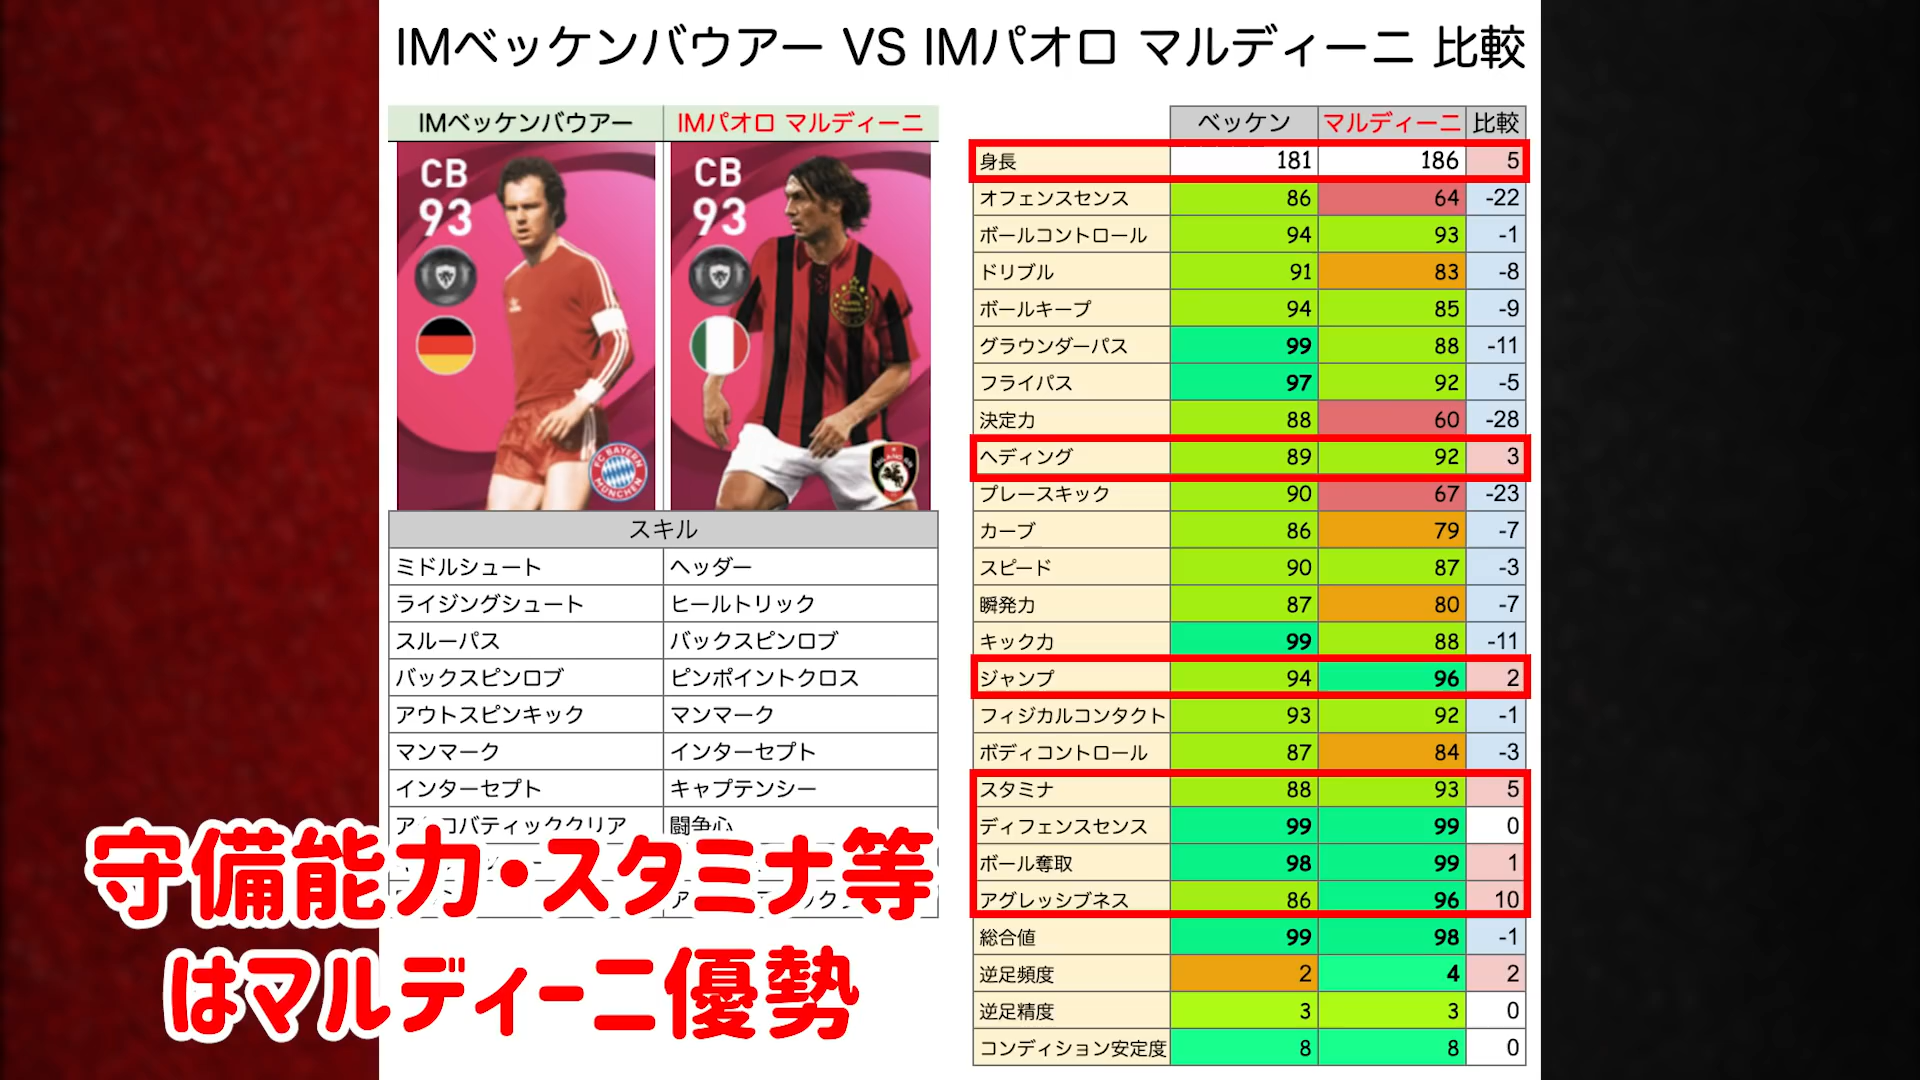 IMベッケンバウアー VS IMパオロ マルディーニ 比較
IMベッケンバウアー IMパオロ マルディーニ
CB 93
FC BAYERN MÜNCHEN
CB 93
スキル
ミドルシュート ヘッダー
ライジングシュート ヒールトリック
スルーパス バックスピンロブ
バックスピンロブ ピンポイントクロス
アウトスピンキック マンマーク
マンマーク インターセプト
インターセプト キャプテンシー
アクロバティッククリア 闘争心
ベッケン マルディーニ 比較
身長 181 186 5
オフェンスセンス 86 64 -22
ボールコントロール 94 93 -1
ドリブル 91 83 -8
ボールキープ 94 85 -9
グラウンダーパス 99 88 -11
フライパス 97 92 -5
決定力 88 60 -28
ヘディング 89 92 3
プレースキック 90 67 -23
カーブ 86 79 -7
スピード 90 87 -3
瞬発力 87 80 -7
キック力 99 88 -11
ジャンプ 94 96 2
フィジカルコンタクト 93 92 -1
ボディコントロール 87 84 -3
スタミナ 88 93 5
ディフェンスセンス 99 99 0
ボール奪取 98 99 1
アグレッシブネス 86 96 10
総合値 99 98 -1
逆足頻度 2 4 2
逆足精度 3 3 0
コンディション安定度 8 8 0
守備能力・スタミナ等
はマルディーニ優勢